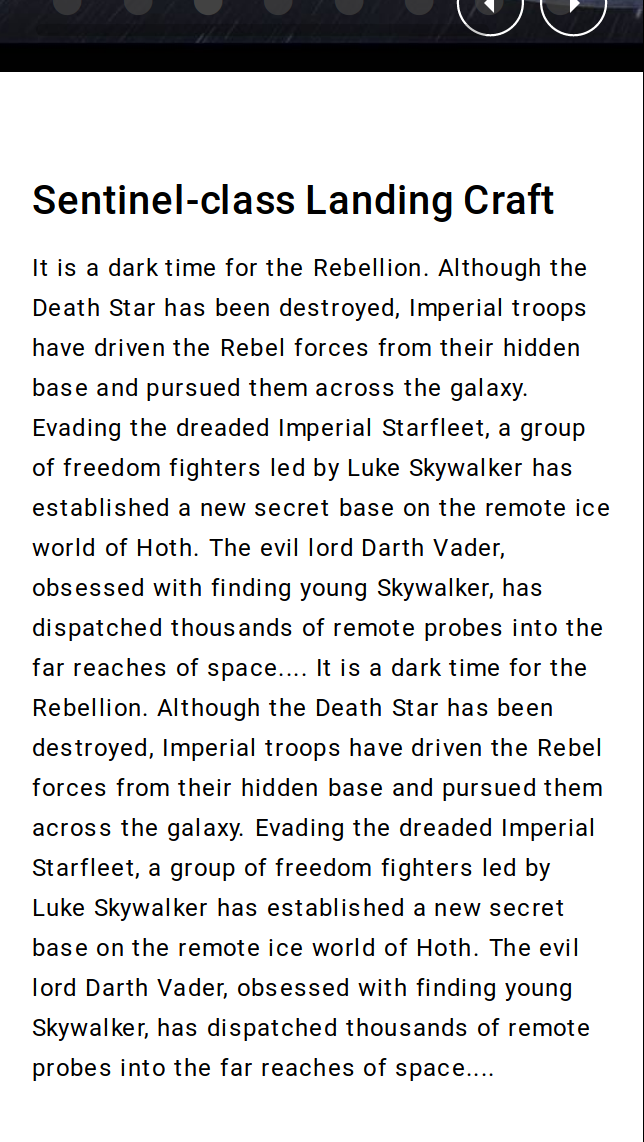 Sentinel-class Landing Craft
It is a dark time for the Rebellion. Although the
Death Star has been destroyed, Imperial troops
have driven the Rebel forces from their hidden
base and pursued them across the galaxy.
Evading the dreaded Imperial Starfleet, a group
of freedom fighters led by Luke Skywalker has
established a new secret base on the remote ice
world of Hoth. The evil lord Darth Vader,
obsessed with finding young Skywalker, has
dispatched thousands of remote probes into the
far reaches of space.... It is a dark time for the
Rebellion. Although the Death Star has been
destroyed, Imperial troops have driven the Rebel
forces from their hidden base and pursued them
across the galaxy. Evading the dreaded Imperial
Starfleet, a group of freedom fighters led by
Luke Skywalker has established a new secret
base on the remote ice world of Hoth. The evil
lord Darth Vader, obsessed with finding young
Skywalker, has dispatched thousands of remote
probes into the far reaches of space....